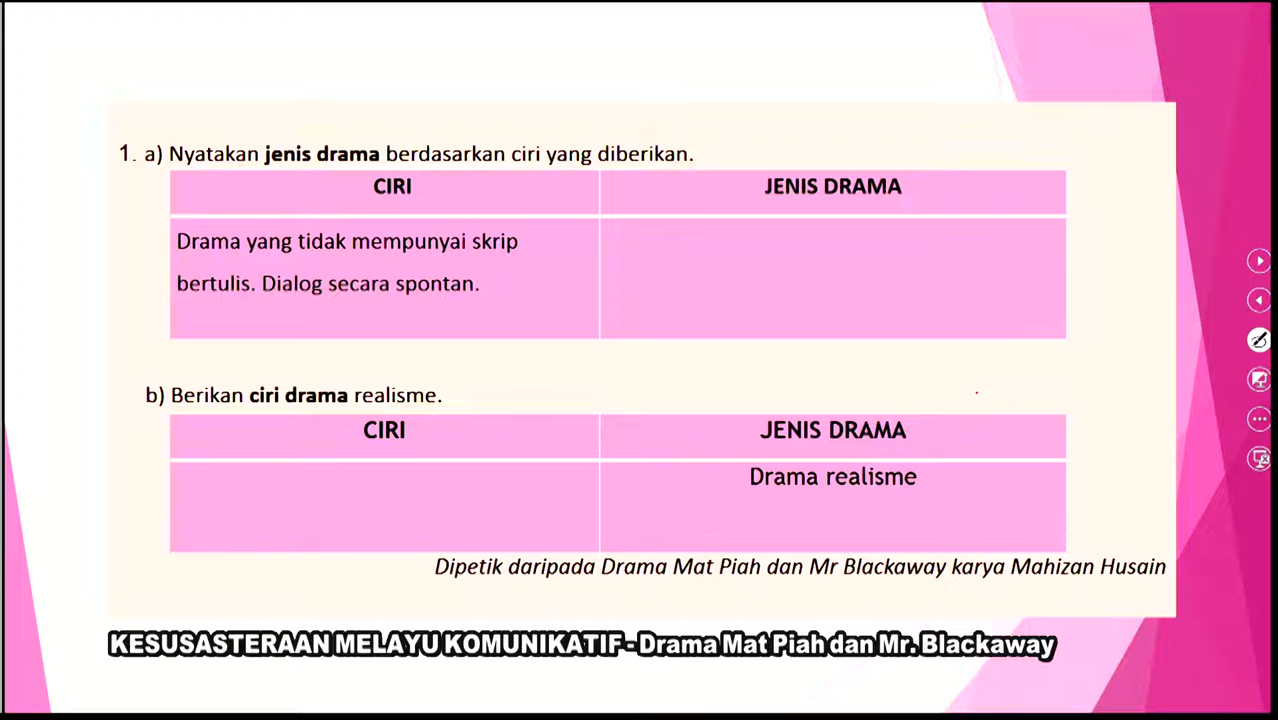 1. a) Nyatakan jenis drama berdasarkan ciri yang diberikan.
CIRI
JENIS DRAMA
Drama yang tidak mempunyai skrip
bertulis. Dialog secara spontan.
b) Berikan ciri drama realisme.
CIRI
JENIS DRAMA
Drama realisme
Dipetik daripada Drama Mat Piah dan Mr Blackaway karya Mahizan Husain
KESUSASTERAAN MELAYU KOMUNIKATIF - Drama Mat Piah dan Mr. Blackaway